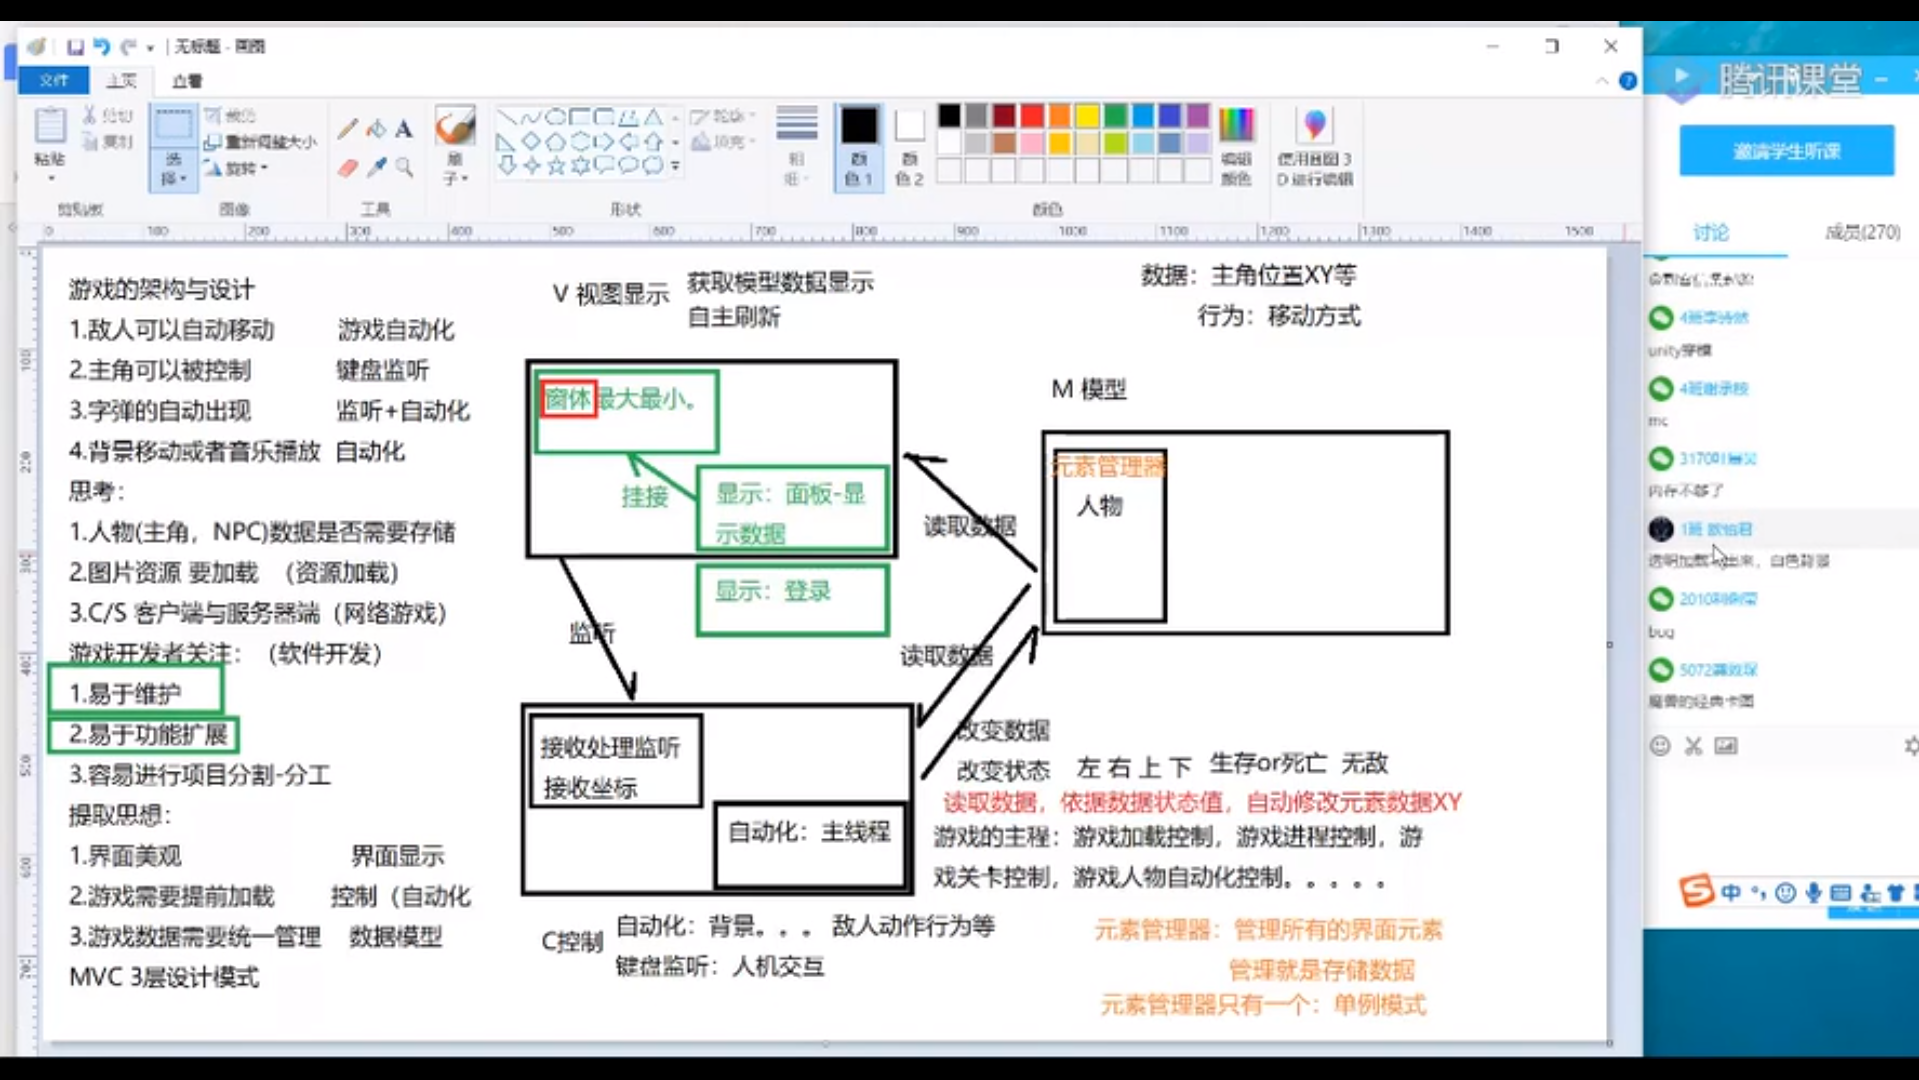 无标题 - 画图
文件 主页 查看
粘贴
剪切
复制
选择
裁剪
重新调整大小
旋转
刷子
轮廓
填充
粗细
颜色 1
颜色 2
编辑颜色
使用画图 3D 进行编辑
剪贴板 图像 工具 形状 颜色
0 100 200 300 400 500 600 700 800 900 1000 1100 1200 1300 1400 1500
游戏的架构与设计
1.敌人可以自动移动 游戏自动化
2.主角可以被控制 键盘监听
3.字弹的自动出现 监听+自动化
4.背景移动或者音乐播放 自动化
思考：
1.人物(主角，NPC)数据是否需要存储
2.图片资源 要加载 （资源加载）
3.C/S 客户端与服务器端（网络游戏）
游戏开发者关注：（软件开发）
1.易于维护
2.易于功能扩展
3.容易进行项目分割-分工
提取思想：
1.界面美观 界面显示
2.游戏需要提前加载 控制（自动化
3.游戏数据需要统一管理 数据模型
MVC 3层设计模式
V 视图显示
获取模型数据显示
自主刷新
窗体最大最小。
挂接
显示：面板-显
示数据
显示：登录
监听
接收处理监听
接收坐标
自动化：主线程
C控制
自动化：背景。。。 敌人动作行为等
键盘监听：人机交互
数据：主角位置XY等
行为：移动方式
M 模型
元素管理器
人物
读取数据
读取数据
改变数据
改变状态 左 右 上 下 生存or死亡 无敌
读取数据，依据数据状态值，自动修改元素数据XY
游戏的主程：游戏加载控制，游戏进程控制，游
戏关卡控制，游戏人物自动化控制。。。。。
元素管理器：管理所有的界面元素
管理就是存储数据
元素管理器只有一个：单例模式
腾讯课堂
邀请学生听课
讨论 成员(270)
unity穿模
mc
内存不够了
bug
魔兽的经典卡图
中